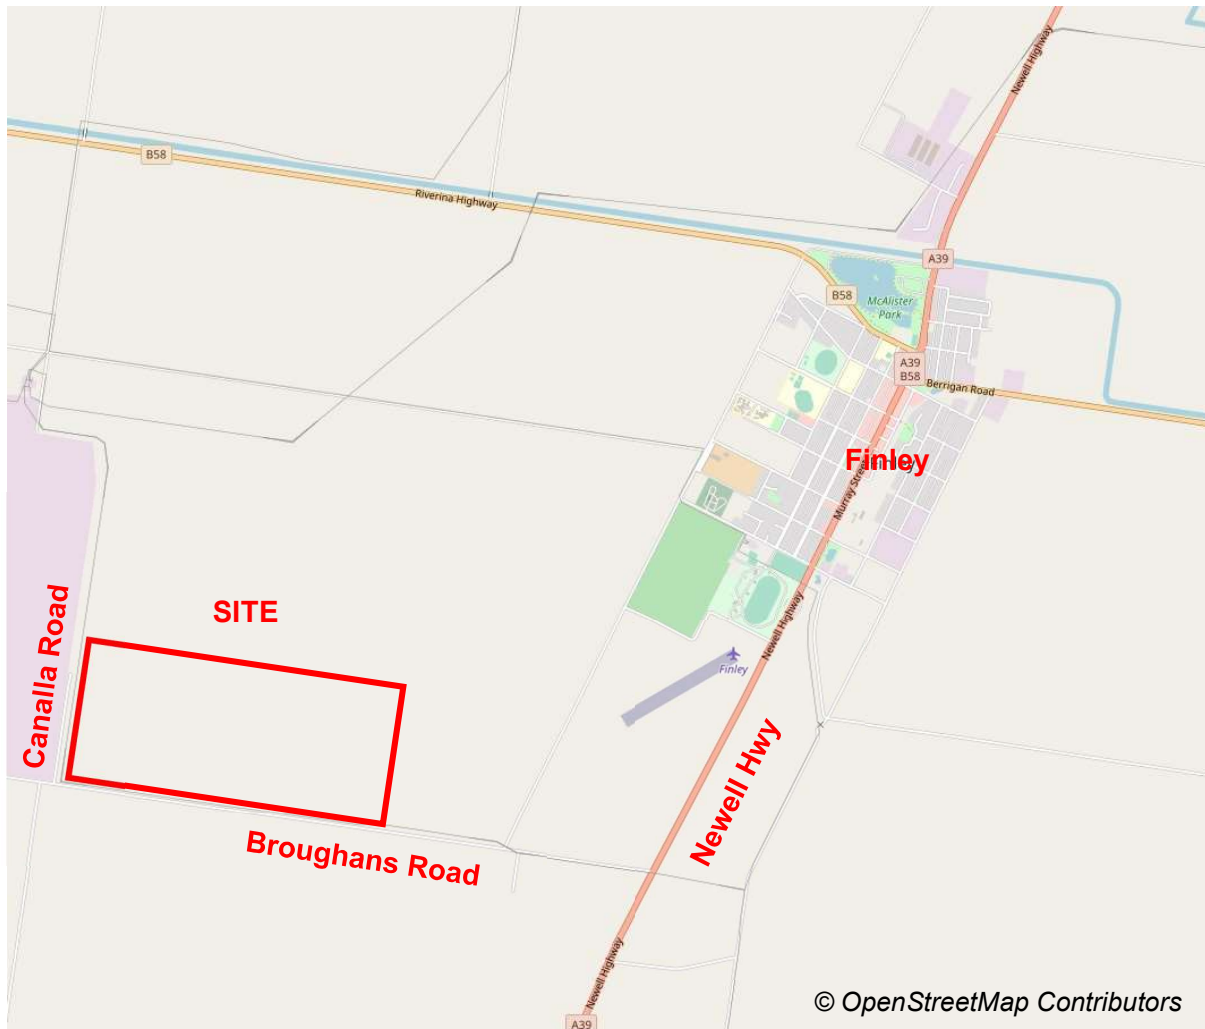 Newell Highway
B58
Riverina Highway
A39
B58
McAlister
Park
A39
B58
Berrigan Road
Finley
Finley
Murray Street
SITE
Canalla Road
Newell Highway
Finley
Newell Hwy
Broughans Road
Newell Highway
© OpenStreetMap Contributors
A39